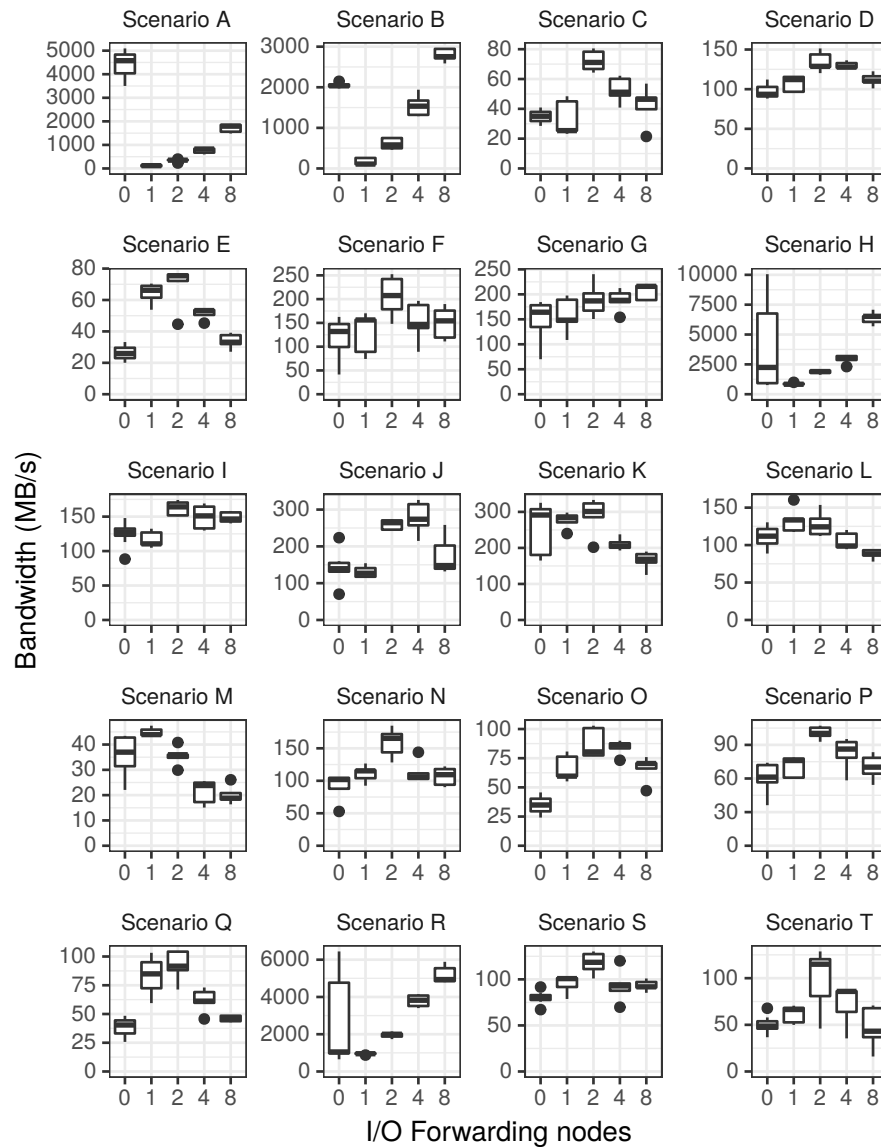 Scenario A Scenario B Scenario C Scenario D
5000 3000 80 150
4000 60
2000 100
3000 40
2000 1000 50
1000 20
0 0 0 0
0 1 2 4 8 0 1 2 4 8 0 1 2 4 8 0 1 2 4 8
Scenario E Scenario F Scenario G Scenario H
80 250 250 10000
60 200 200 7500
40 150 150 5000
100 100
20 50 50 2500
0 0 0 0
0 1 2 4 8 0 1 2 4 8 0 1 2 4 8 0 1 2 4 8
Bandwidth (MB/s)
Scenario I Scenario J Scenario K Scenario L
150 300 300 150
100 200 200 100
50 100 100 50
0 0 0 0
0 1 2 4 8 0 1 2 4 8 0 1 2 4 8 0 1 2 4 8
Scenario M Scenario N Scenario O Scenario P
40 150 100 90
30 100 75 60
20 50
10 50 25 30
0 0 0 0
0 1 2 4 8 0 1 2 4 8 0 1 2 4 8 0 1 2 4 8
Scenario Q Scenario R Scenario S Scenario T
100 6000 100
75 4000 100
50 50 50
25 2000
0 0 0 0
0 1 2 4 8 0 1 2 4 8 0 1 2 4 8 0 1 2 4 8
I/O Forwarding nodes